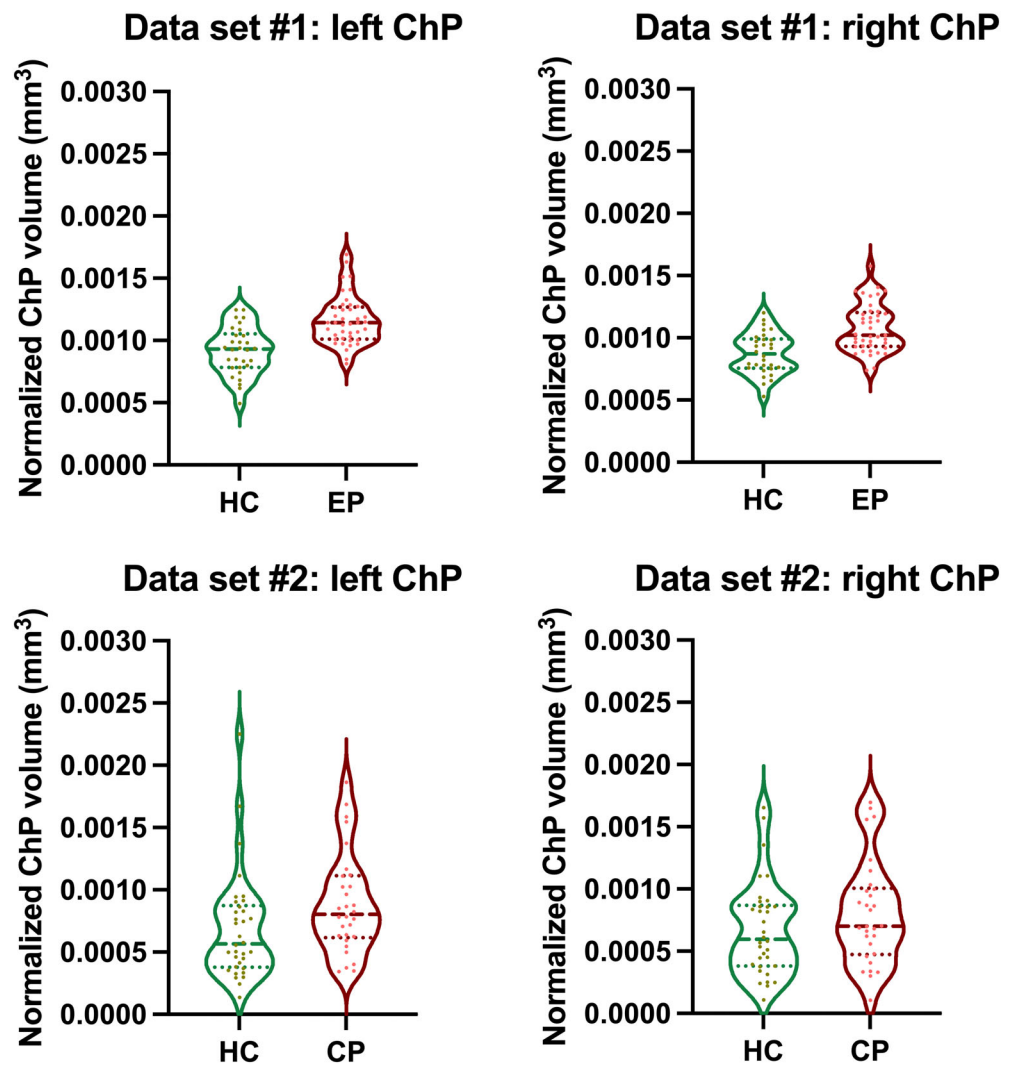 Data set #1: left ChP
Normalized ChP volume (mm³)
0.0030
0.0025
0.0020
0.0015
0.0010
0.0005
0.0000
HC EP
Data set #1: right ChP
Normalized ChP volume (mm³)
0.0030
0.0025
0.0020
0.0015
0.0010
0.0005
0.0000
HC EP
Data set #2: left ChP
Normalized ChP volume (mm³)
0.0030
0.0025
0.0020
0.0015
0.0010
0.0005
0.0000
HC CP
Data set #2: right ChP
Normalized ChP volume (mm³)
0.0030
0.0025
0.0020
0.0015
0.0010
0.0005
0.0000
HC CP